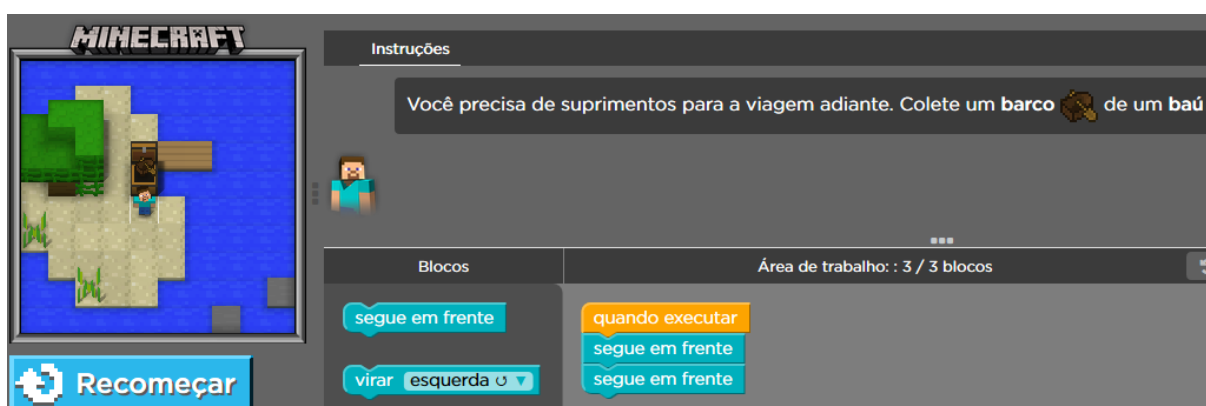 MINECRAFT
Instruções
Você precisa de suprimentos para a viagem adiante. Colete um barco de um baú
Blocos
Área de trabalho: : 3 / 3 blocos
segue em frente
virar esquerda ↺ ▼
quando executar
segue em frente
segue em frente
Recomeçar